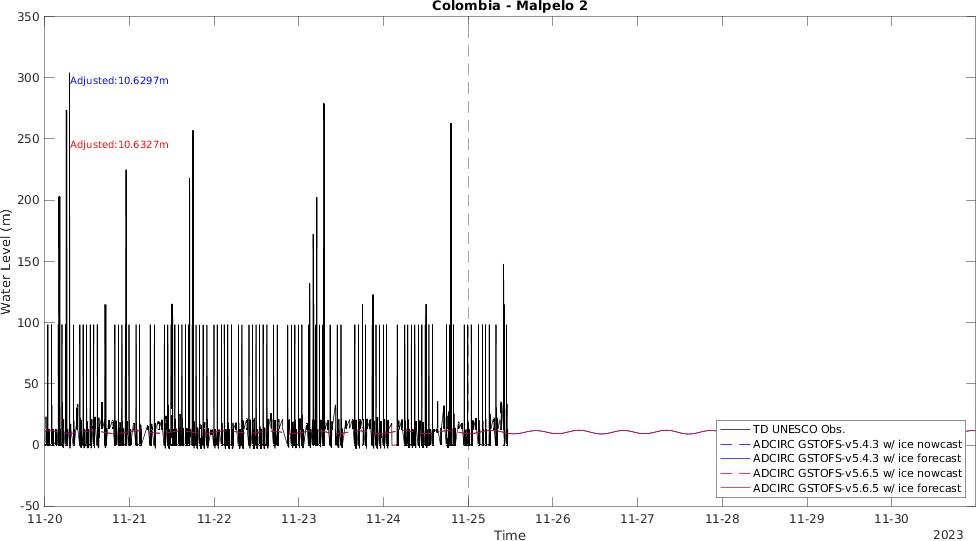 Colombia - Malpelo 2
350
300
250
200
150
100
50
0
-50
Water Level (m)
Adjusted:10.6297m
Adjusted:10.6327m
TD UNESCO Obs.
ADCIRC GSTOFS-v5.4.3 w/ ice nowcast
ADCIRC GSTOFS-v5.4.3 w/ ice forecast
ADCIRC GSTOFS-v5.6.5 w/ ice nowcast
ADCIRC GSTOFS-v5.6.5 w/ ice forecast
11-20 11-21 11-22 11-23 11-24 11-25 11-26 11-27 11-28 11-29 11-30
Time
2023